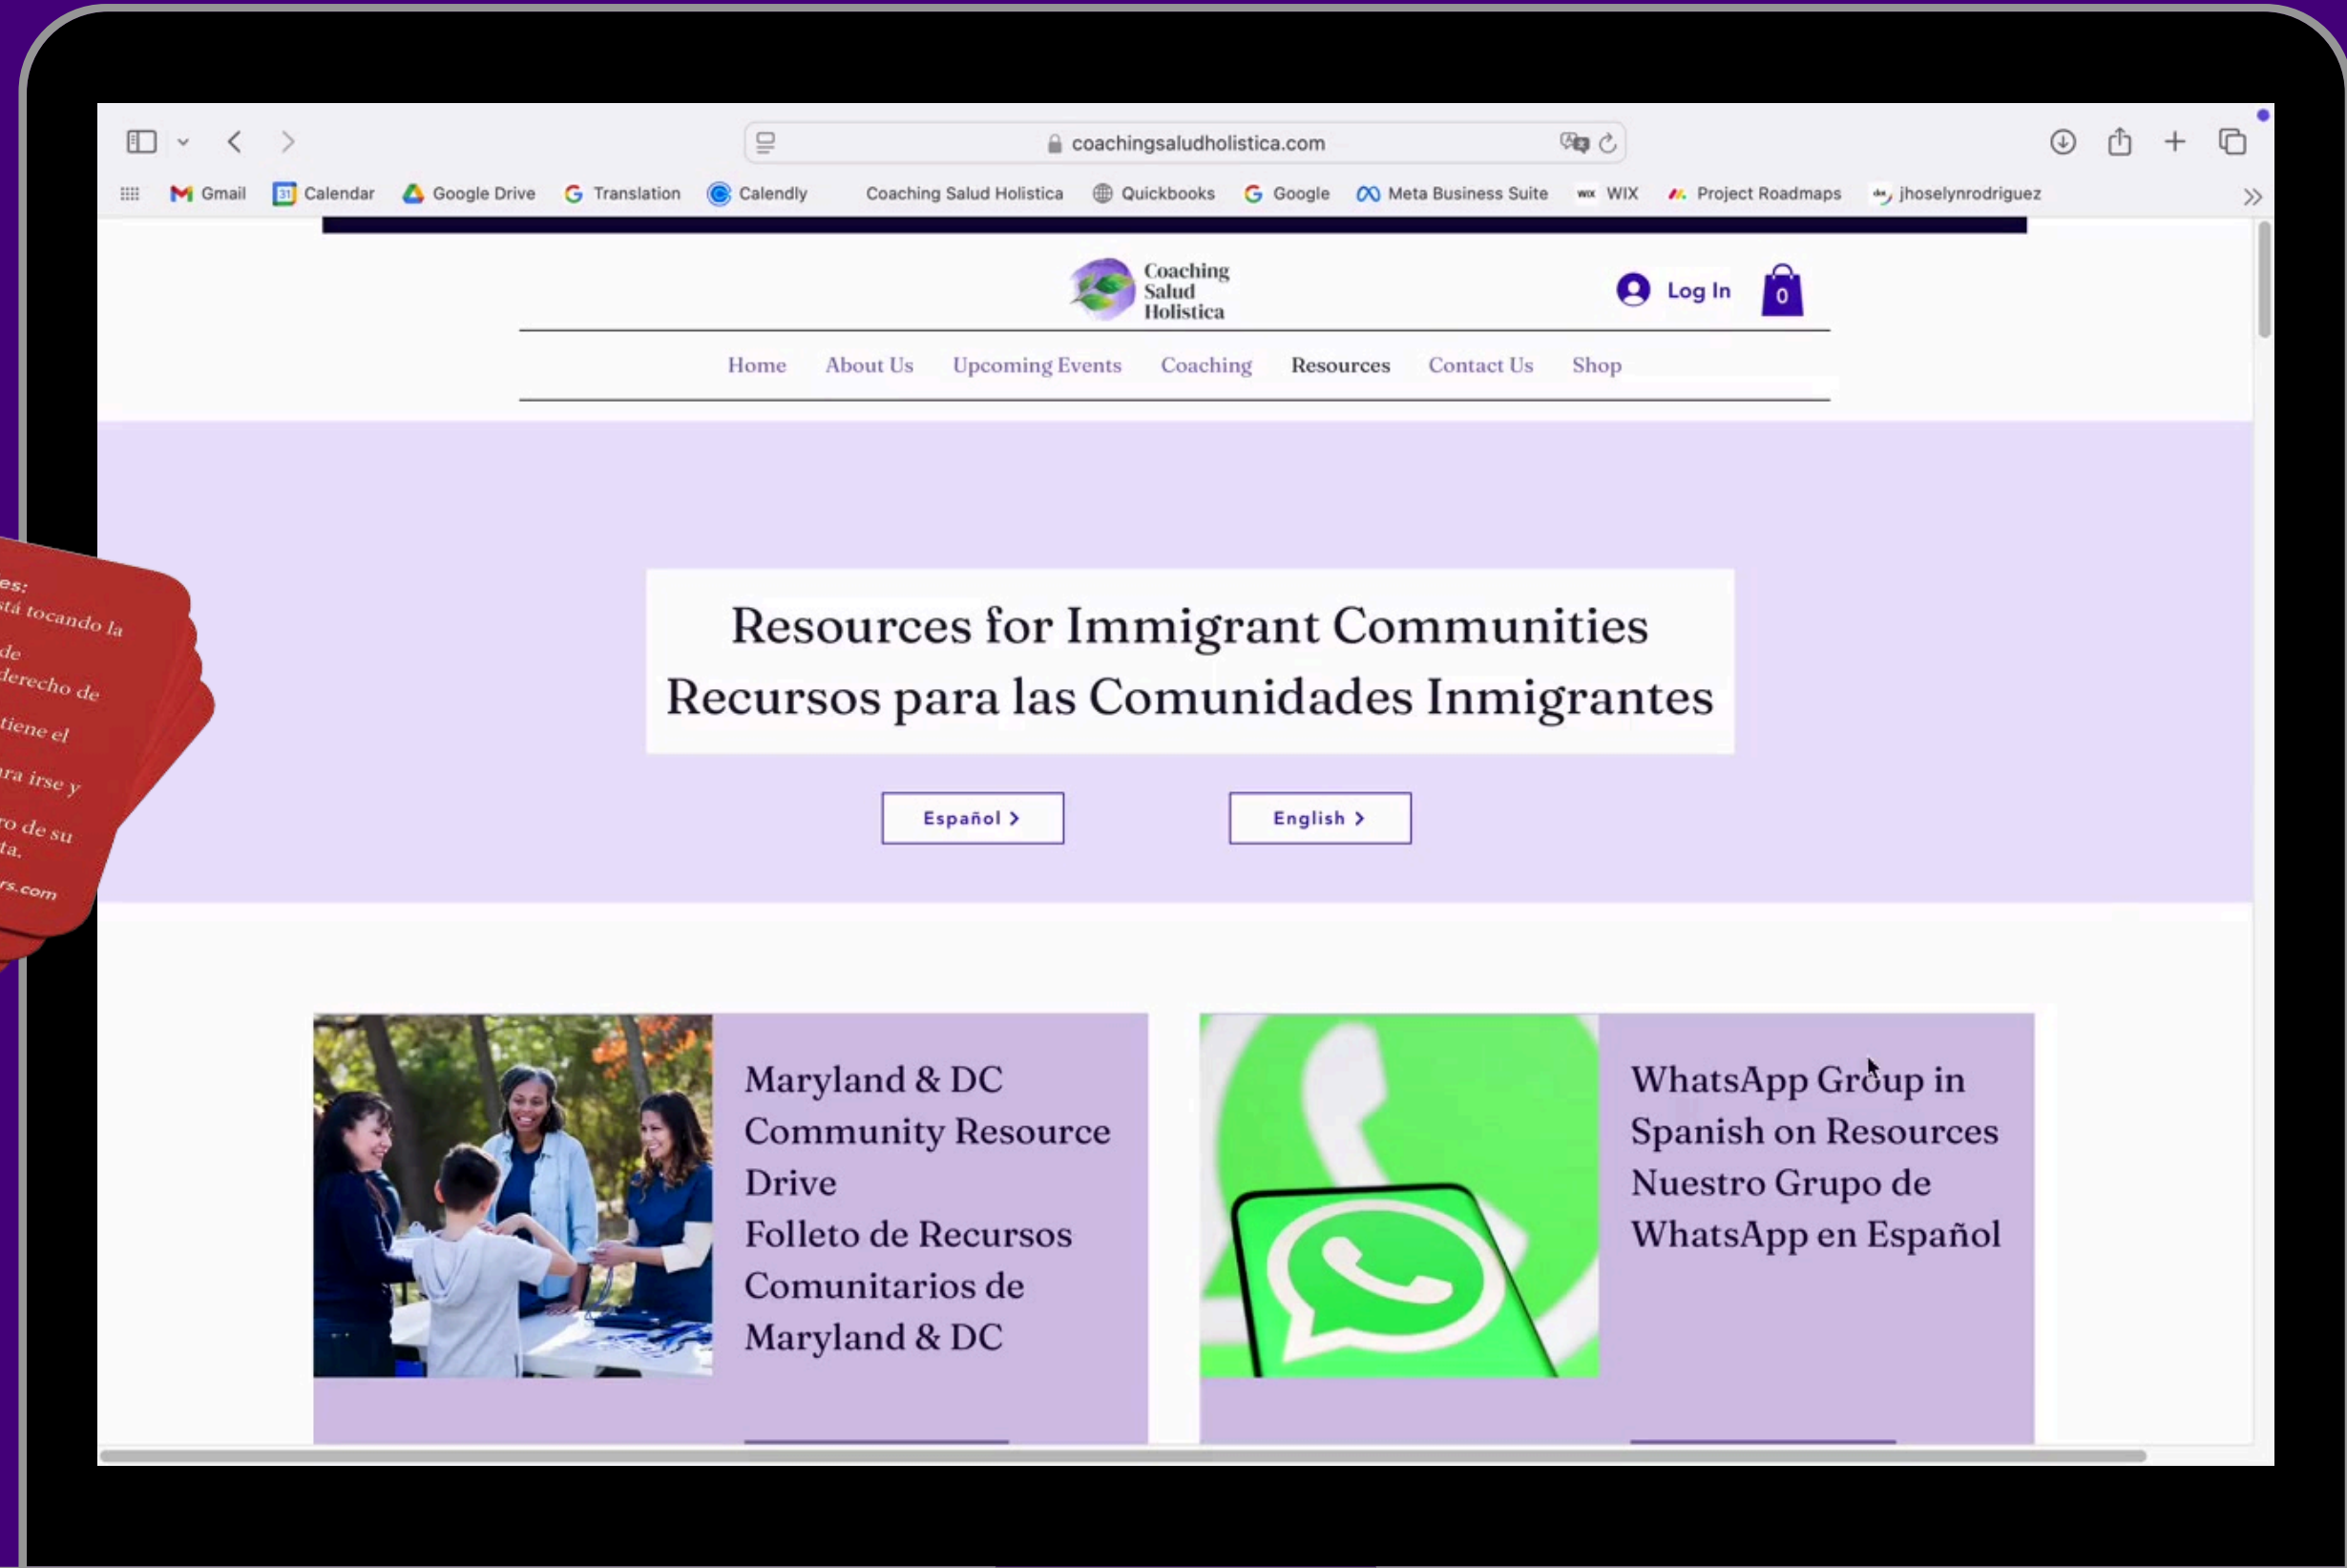 coachingsaludholistica.com
Gmail
31
Calendar
Google Drive
Translation
Calendly
Coaching Salud Holistica
Quickbooks
Google
Meta Business Suite
WIX
WIX
Project Roadmaps
jhoselynrodriguez
Coaching
Salud
Holistica
Log In
0
Home
About Us
Upcoming Events
Coaching
Resources
Contact Us
Shop
es:
tá tocando la
de
derecho de
tiene el
ra irse y
ro de su
ta.
rs.com
Resources for Immigrant Communities
Recursos para las Comunidades Inmigrantes
Español >
English >
Maryland & DC
Community Resource
Drive
Folleto de Recursos
Comunitarios de
Maryland & DC
WhatsApp Group in
Spanish on Resources
Nuestro Grupo de
WhatsApp en Español